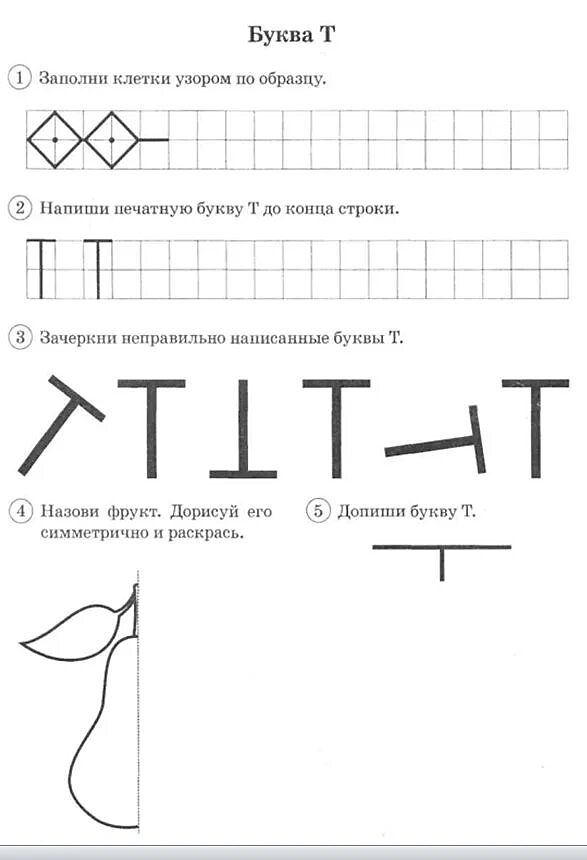 Буква Т
1 Заполни клетки узором по образцу.
2 Напиши печатную букву Т до конца строки.
Т Т
3 Зачеркни неправильно написанные буквы Т.
Т Т Т Т Т Т
4 Назови фрукт. Дорисуй его
симметрично и раскрась.
5 Допиши букву Т.